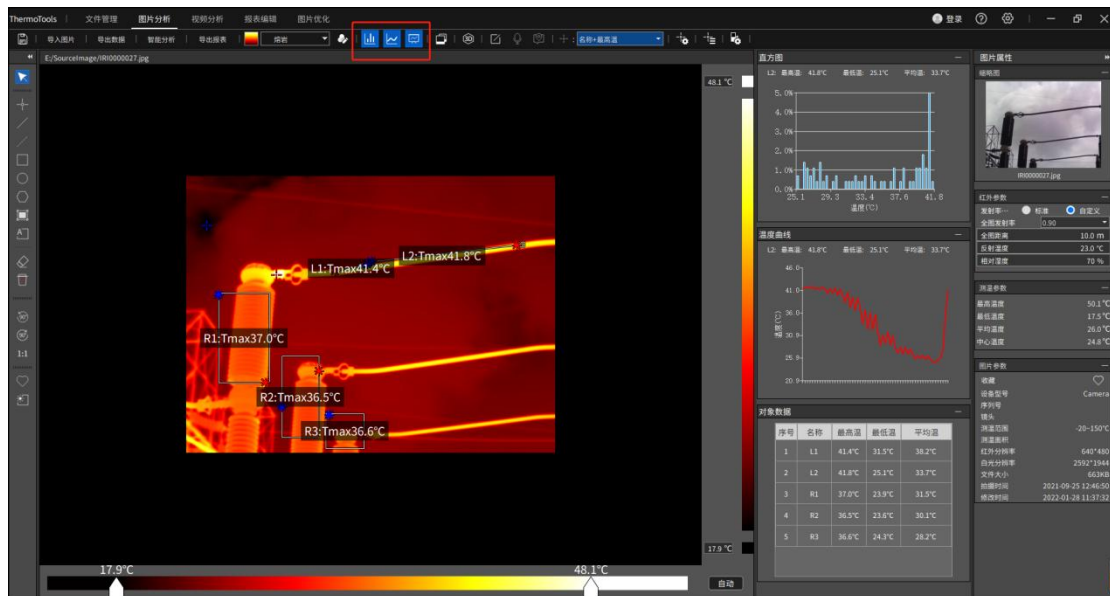 ThermoTools 文件管理 图片分析 视频分析 报表编辑 图片优化 登录
导入图片 导出数据 智能分析 导出报表 熔岩 3D 名称+最高温
E:/SourceImage/IRI0000027.jpg
48.1 ℃
L1:Tmax41.4°C
L2:Tmax41.8°C
R1:Tmax37.0°C
R2:Tmax36.5°C
R3:Tmax36.6°C
17.9 ℃
17.9°C 48.1°C
自动
1:1
直方图
L2: 最高温: 41.8℃ 最低温: 25.1℃ 平均温: 33.7℃
5.0%
4.0%
3.0%
2.0%
1.0%
0.0%
25.1 29.3 33.4 37.6 41.8
温度(℃)
温度曲线
L2: 最高温: 41.8℃ 最低温: 25.1℃ 平均温: 33.7℃
46.0
41.0
36.0
30.9
25.9
20.9
温度(℃)
对象数据
序号 名称 最高温 最低温 平均温
1 L1 41.4℃ 31.5℃ 38.2℃
2 L2 41.8℃ 25.1℃ 33.7℃
3 R1 37.0℃ 23.9℃ 31.5℃
4 R2 36.5℃ 23.6℃ 30.1℃
5 R3 36.6℃ 24.3℃ 28.2℃
图片属性
缩略图
IRI0000027.jpg
红外参数
发射率… 标准 自定义
全图发射率 0.90
全图距离 10.0 m
反射温度 23.0 ℃
相对湿度 70 %
测温参数
最高温度 50.1℃
最低温度 17.5℃
平均温度 26.0℃
中心温度 24.8℃
图片参数
收藏
设备型号 Camera
序列号
镜头
测温范围 -20~150℃
测温面积
红外分辨率 640*480
白光分辨率 2592*1944
文件大小 663KB
拍摄时间 2021-09-25 12:46:50
修改时间 2022-01-28 11:37:32